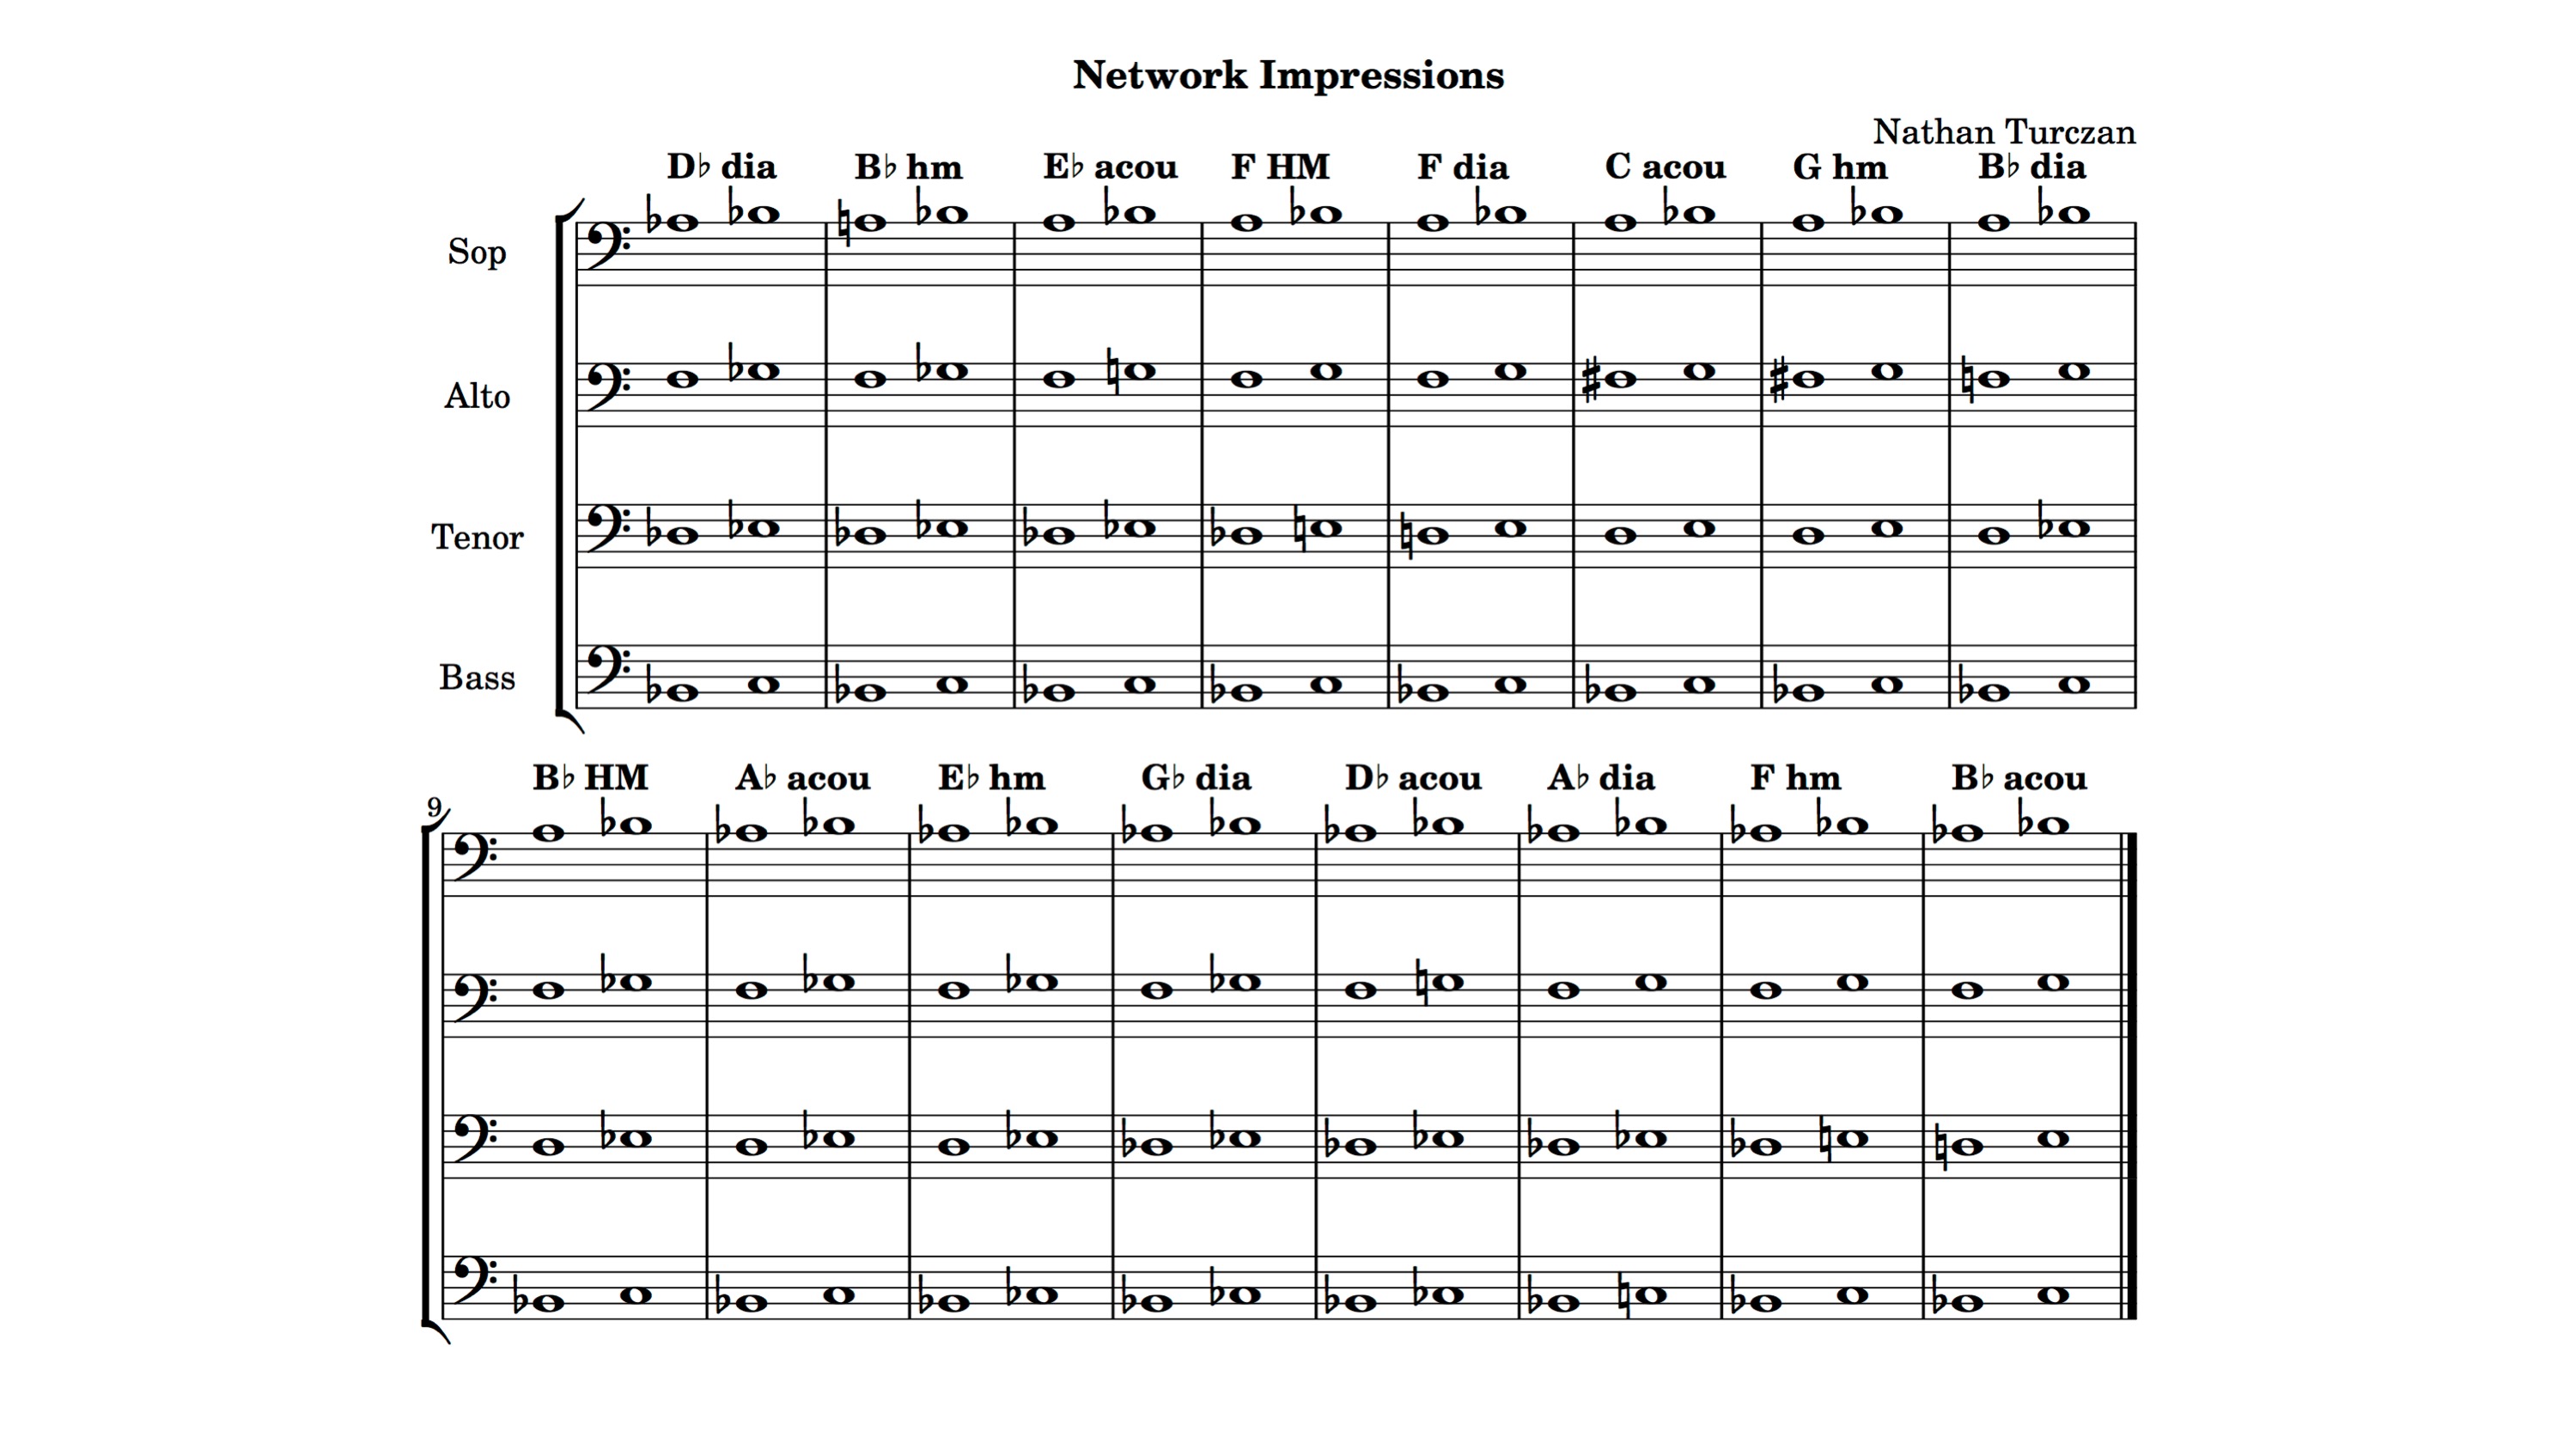 Network Impressions
Nathan Turczan
D♭ dia B♭ hm E♭ acou F HM F dia C acou G hm B♭ dia
Sop
Alto
Tenor
Bass
B♭ HM A♭ acou E♭ hm G♭ dia D♭ acou A♭ dia F hm B♭ acou
9